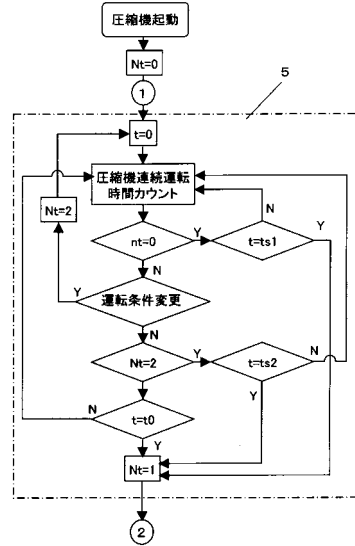 圧縮機起動
Nt=0
1
5
t=0
圧縮機連続運転
時間カウント
Nt=2
N
Y
nt=0
Y
t=ts1
N
Y
運転条件変更
N
Nt=2
Y
t=ts2
N
N
Y
t=t0
Y
Nt=1
2